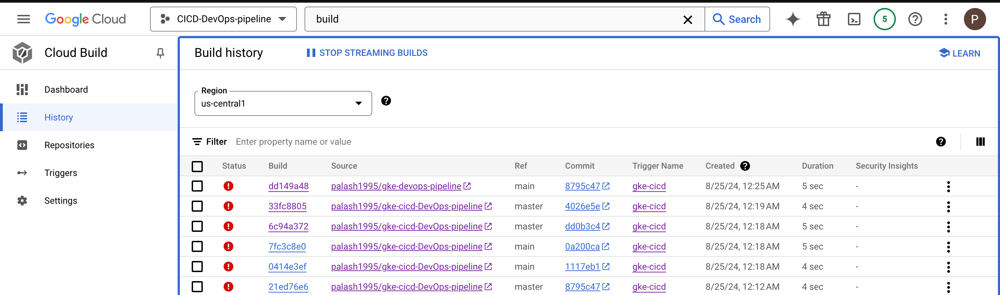 Google Cloud CICD-DevOps-pipeline build Search 5 P
Cloud Build
Build history STOP STREAMING BUILDS LEARN
Dashboard
History
Repositories
Triggers
Settings
Region
us-central1
Filter Enter property name or value
Status Build Source Ref Commit Trigger Name Created Duration Security Insights
dd149a48 palash1995/gke-devops-pipeline main 8795c47 gke-cicd 8/25/24, 12:25 AM 5 sec -
33fc8805 palash1995/gke-cicd-DevOps-pipeline master 4026e5e gke-cicd 8/25/24, 12:19 AM 4 sec -
6c94a372 palash1995/gke-cicd-DevOps-pipeline master dd0b3c4 gke-cicd 8/25/24, 12:18 AM 5 sec -
7fc3c8e0 palash1995/gke-cicd-DevOps-pipeline main 0a200ca gke-cicd 8/25/24, 12:18 AM 5 sec -
0414e3ef palash1995/gke-cicd-DevOps-pipeline main 1117eb1 gke-cicd 8/25/24, 12:18 AM 4 sec -
21ed76e6 palash1995/gke-cicd-DevOps-pipeline master 8795c47 gke-cicd 8/25/24, 12:12 AM 4 sec -